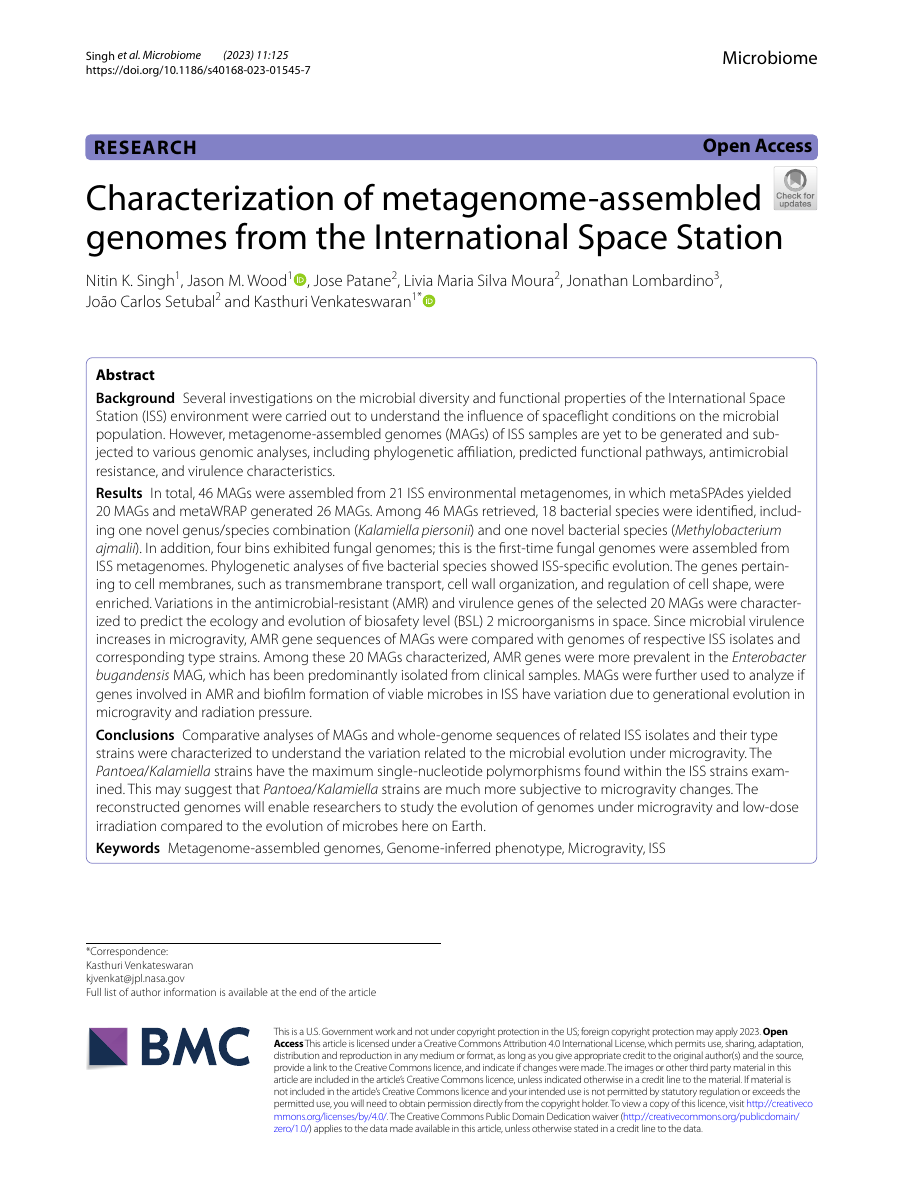 Singh et al. Microbiome (2023) 11:125
https://doi.org/10.1186/s40168-023-01545-7
Microbiome
RESEARCH
Open Access
Check for
updates
Characterization of metagenome-assembled
genomes from the International Space Station
Nitin K. Singh1, Jason M. Wood1, Jose Patane2, Livia Maria Silva Moura2, Jonathan Lombardino3,
João Carlos Setubal2 and Kasthuri Venkateswaran1*
Abstract
Background Several investigations on the microbial diversity and functional properties of the International Space
Station (ISS) environment were carried out to understand the influence of spaceflight conditions on the microbial
population. However, metagenome-assembled genomes (MAGs) of ISS samples are yet to be generated and sub-
jected to various genomic analyses, including phylogenetic affiliation, predicted functional pathways, antimicrobial
resistance, and virulence characteristics.
Results In total, 46 MAGs were assembled from 21 ISS environmental metagenomes, in which metaSPAdes yielded
20 MAGs and metaWRAP generated 26 MAGs. Among 46 MAGs retrieved, 18 bacterial species were identified, includ-
ing one novel genus/species combination (Kalamiella piersonii) and one novel bacterial species (Methylobacterium
ajmalii). In addition, four bins exhibited fungal genomes; this is the first-time fungal genomes were assembled from
ISS metagenomes. Phylogenetic analyses of five bacterial species showed ISS-specific evolution. The genes pertain-
ing to cell membranes, such as transmembrane transport, cell wall organization, and regulation of cell shape, were
enriched. Variations in the antimicrobial-resistant (AMR) and virulence genes of the selected 20 MAGs were character-
ized to predict the ecology and evolution of biosafety level (BSL) 2 microorganisms in space. Since microbial virulence
increases in microgravity, AMR gene sequences of MAGs were compared with genomes of respective ISS isolates and
corresponding type strains. Among these 20 MAGs characterized, AMR genes were more prevalent in the Enterobacter
bugandensis MAG, which has been predominantly isolated from clinical samples. MAGs were further used to analyze if
genes involved in AMR and biofilm formation of viable microbes in ISS have variation due to generational evolution in
microgravity and radiation pressure.
Conclusions Comparative analyses of MAGs and whole-genome sequences of related ISS isolates and their type
strains were characterized to understand the variation related to the microbial evolution under microgravity. The
Pantoea/Kalamiella strains have the maximum single-nucleotide polymorphisms found within the ISS strains exam-
ined. This may suggest that Pantoea/Kalamiella strains are much more subjective to microgravity changes. The
reconstructed genomes will enable researchers to study the evolution of genomes under microgravity and low-dose
irradiation compared to the evolution of microbes here on Earth.
Keywords Metagenome-assembled genomes, Genome-inferred phenotype, Microgravity, ISS
*Correspondence:
Kasthuri Venkateswaran
kjvenkat@jpl.nasa.gov
Full list of author information is available at the end of the article
BMC
This is a U.S. Government work and not under copyright protection in the US; foreign copyright protection may apply 2023. Open
Access This article is licensed under a Creative Commons Attribution 4.0 International License, which permits use, sharing, adaptation,
distribution and reproduction in any medium or format, as long as you give appropriate credit to the original author(s) and the source,
provide a link to the Creative Commons licence, and indicate if changes were made. The images or other third party material in this
article are included in the article's Creative Commons licence, unless indicated otherwise in a credit line to the material. If material is
not included in the article's Creative Commons licence and your intended use is not permitted by statutory regulation or exceeds the
permitted use, you will need to obtain permission directly from the copyright holder. To view a copy of this licence, visit http://creativeco
mmons.org/licenses/by/4.0/. The Creative Commons Public Domain Dedication waiver (http://creativecommons.org/publicdomain/
zero/1.0/) applies to the data made available in this article, unless otherwise stated in a credit line to the data.